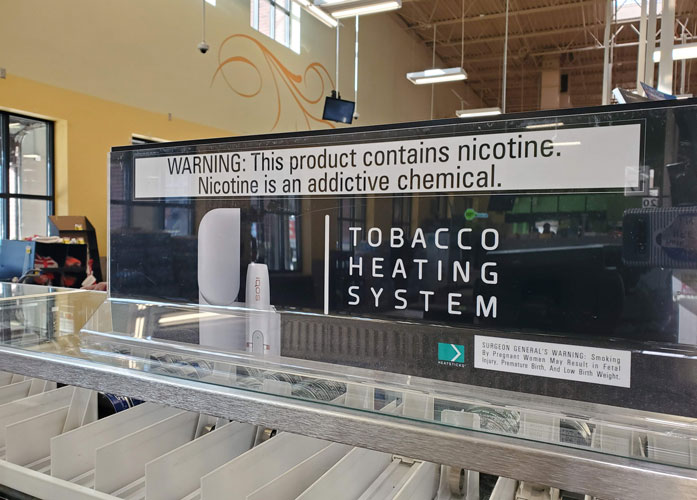 WARNING: This product contains nicotine.
Nicotine is an addictive chemical.
TOBACCO
HEATING
SYSTEM
IQOS
HEATSTICKS
SURGEON GENERAL'S WARNING: Smoking
By Pregnant Women May Result in Fetal
Injury, Premature Birth, And Low Birth Weight.